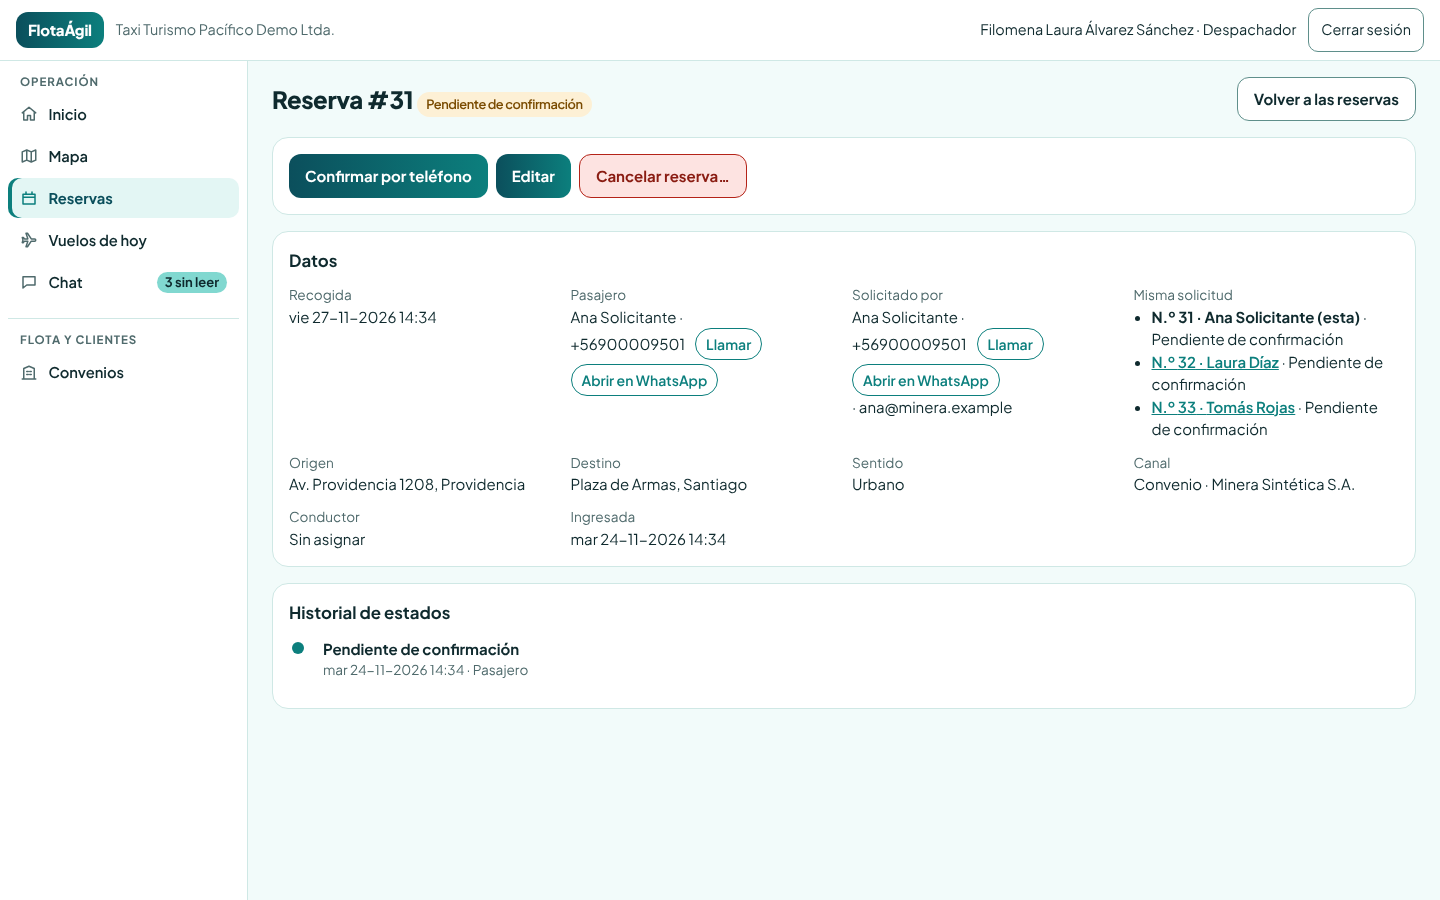 FlotaÁgil
Taxi Turismo Pacífico Demo Ltda.
Filomena Laura Álvarez Sánchez · Despachador
Cerrar sesión
OPERACIÓN
Inicio
Mapa
Reservas
Vuelos de hoy
Chat
3 sin leer
FLOTA Y CLIENTES
Convenios
Reserva #31
Pendiente de confirmación
Volver a las reservas
Confirmar por teléfono
Editar
Cancelar reserva…
Datos
Recogida
vie 27-11-2026 14:34
Pasajero
Ana Solicitante ·
+56900009501
Llamar
Abrir en WhatsApp
Solicitado por
Ana Solicitante ·
+56900009501
Llamar
Abrir en WhatsApp
· ana@minera.example
Misma solicitud
N.º 31 · Ana Solicitante (esta) ·
Pendiente de confirmación
N.º 32 · Laura Díaz · Pendiente de
confirmación
N.º 33 · Tomás Rojas · Pendiente
de confirmación
Origen
Av. Providencia 1208, Providencia
Destino
Plaza de Armas, Santiago
Sentido
Urbano
Canal
Convenio · Minera Sintética S.A.
Conductor
Sin asignar
Ingresada
mar 24-11-2026 14:34
Historial de estados
Pendiente de confirmación
mar 24-11-2026 14:34 · Pasajero